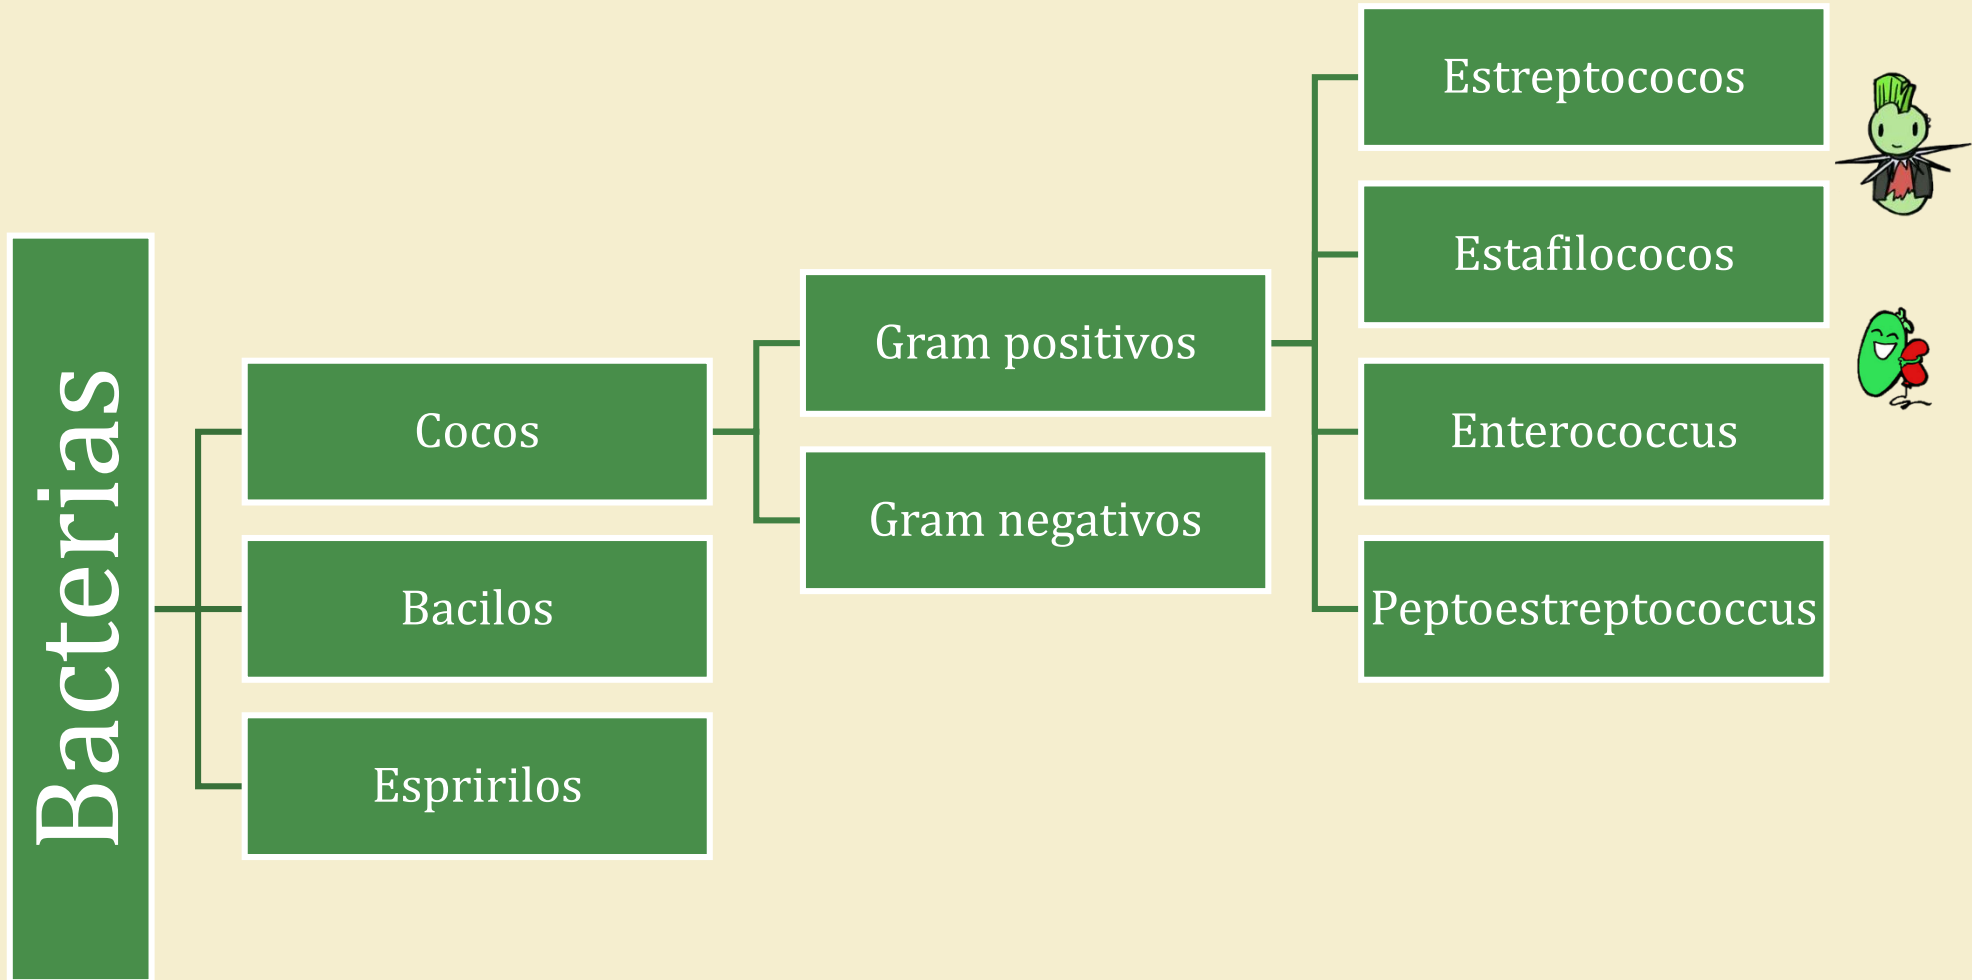 Bacterias
Cocos
Bacilos
Espririlos
Gram positivos
Gram negativos
Estreptococos
Estafilococos
Enterococcus
Peptoestreptococcus